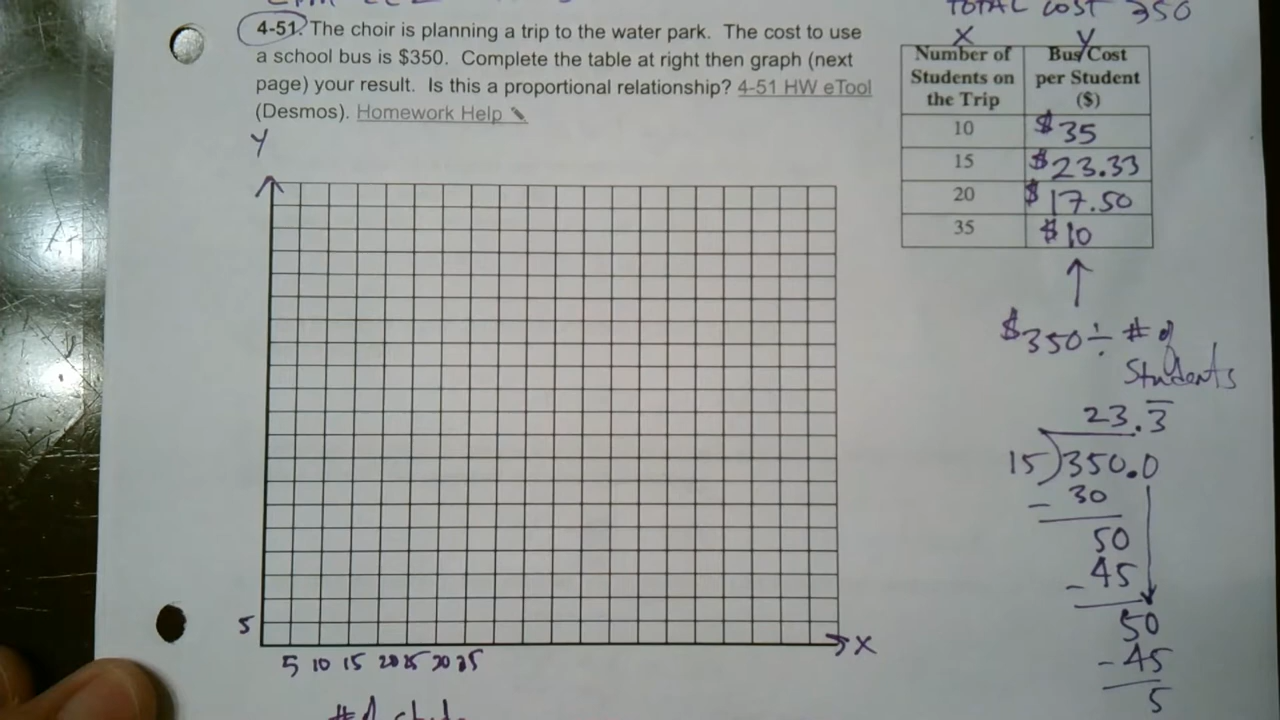 TOTAL COST 350
4-51. The choir is planning a trip to the water park. The cost to use
a school bus is $350. Complete the table at right then graph (next
page) your result. Is this a proportional relationship? 4-51 HW eTool
(Desmos). Homework Help
X Y
Number of Students on the Trip
Bus Cost per Student ($)
10 $35
15 $23.33
20 $17.50
35 $10
$350 ÷ # of
Students
23.3̅
15 350.0
- 30
50
- 45
50
- 45
5
Y
5
X
5 10 15 20 25 30 35
# of